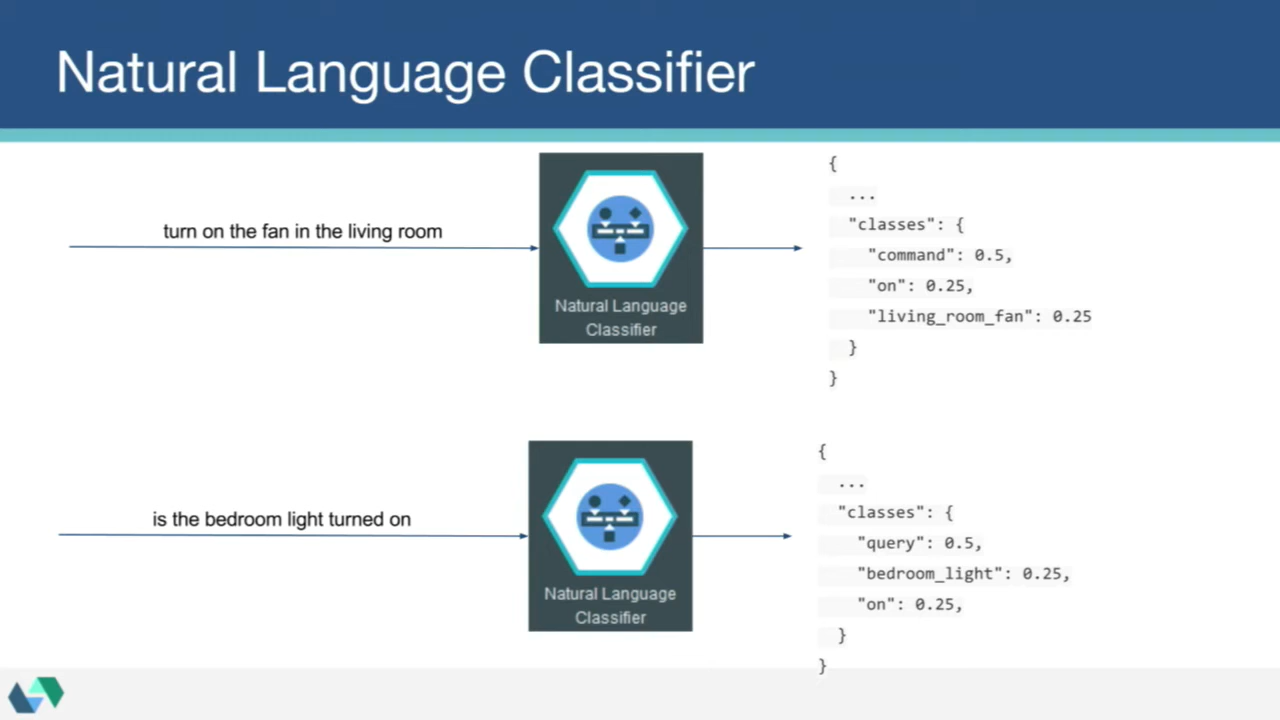 Natural Language Classifier
turn on the fan in the living room
Natural Language
Classifier
{
...
"classes": {
"command": 0.5,
"on": 0.25,
"living_room_fan": 0.25
}
}
is the bedroom light turned on
Natural Language
Classifier
{
...
"classes": {
"query": 0.5,
"bedroom_light": 0.25,
"on": 0.25,
}
}